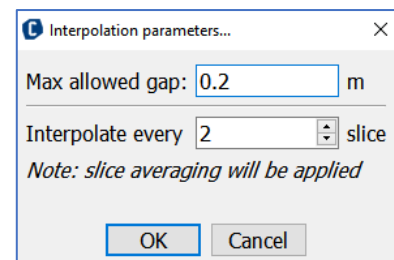 Interpolation parameters...
Max allowed gap: 0.2 m
Interpolate every 2 slice
Note: slice averaging will be applied
OK Cancel